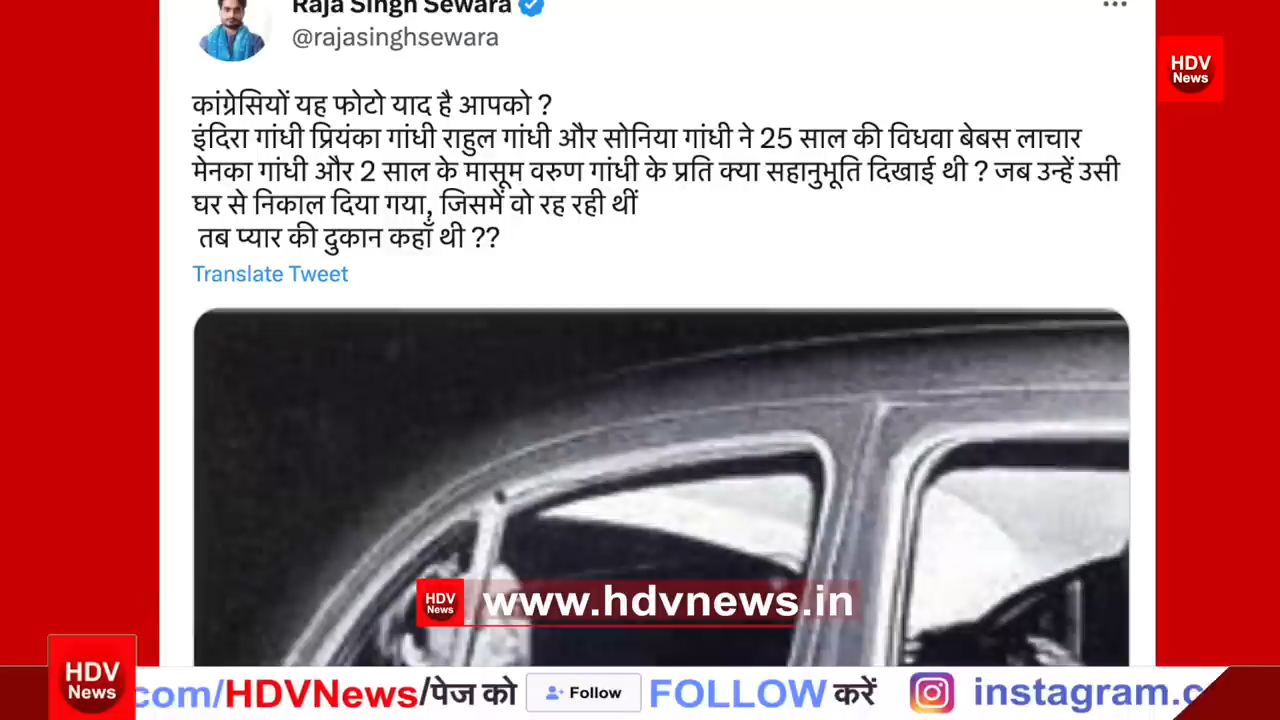 Raja Singh Sewara
@rajasinghsewara
HDV
News
कांग्रेसियों यह फोटो याद है आपको ?
इंदिरा गांधी प्रियंका गांधी राहुल गांधी और सोनिया गांधी ने 25 साल की विधवा बेबस लाचार
मेनका गांधी और 2 साल के मासूम वरुण गांधी के प्रति क्या सहानुभूति दिखाई थी ? जब उन्हें उसी
घर से निकाल दिया गया, जिसमें वो रह रही थीं
तब प्यार की दुकान कहाँ थी ??
Translate Tweet
HDV
News
www.hdvnews.in
HDV
News
com/HDVNews/पेज को Follow FOLLOW करें instagram.c